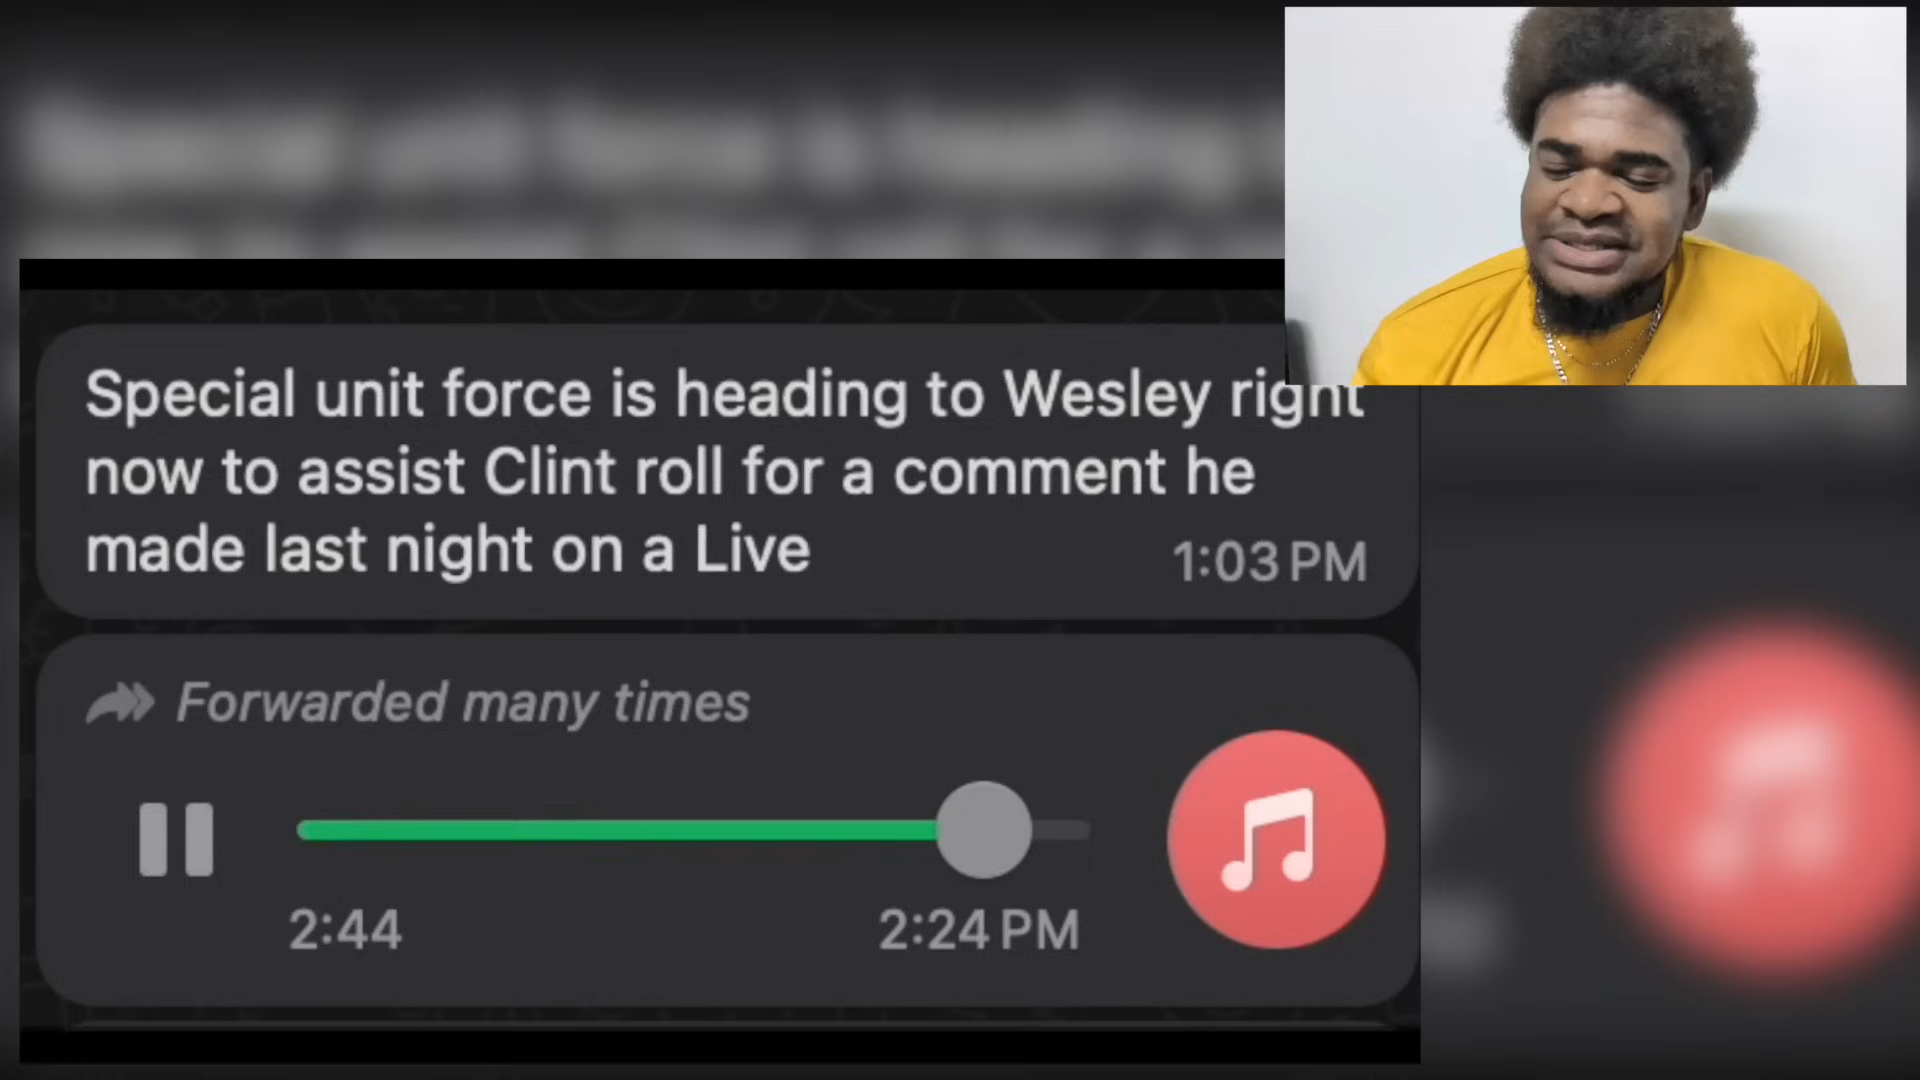 Special unit force is heading to Wesley right
now to assist Clint roll for a comment he
made last night on a Live
1:03 PM
Forwarded many times
2:44
2:24 PM